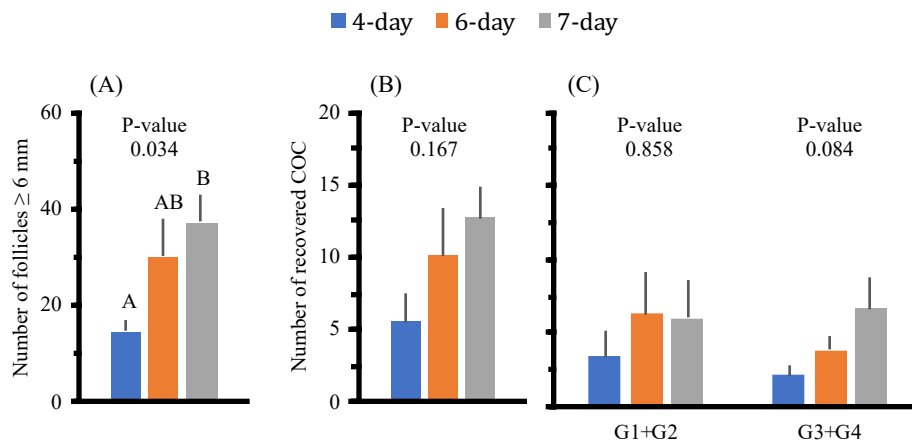 4-day 6-day 7-day
(A)
P-value
0.034
Number of follicles ≥ 6 mm
60
40
20
0
A
AB
B
(B)
P-value
0.167
Number of recovered COC
20
15
10
5
0
(C)
P-value
0.858
P-value
0.084
G1+G2
G3+G4